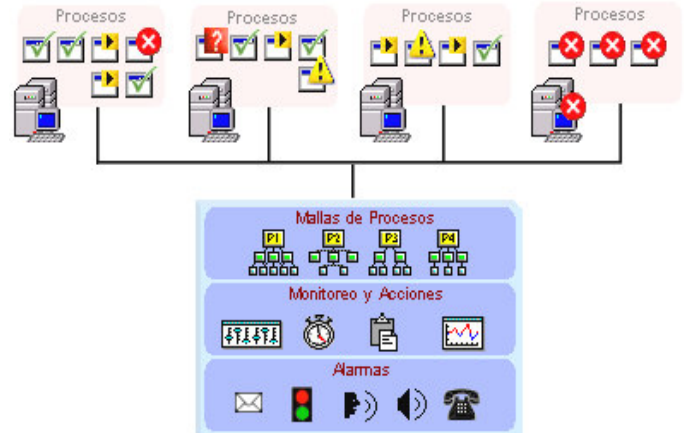 Procesos
Procesos
Procesos
Procesos
Mallas de Procesos
P1 P2 P3 P4
Monitoreo y Acciones
Alarmas